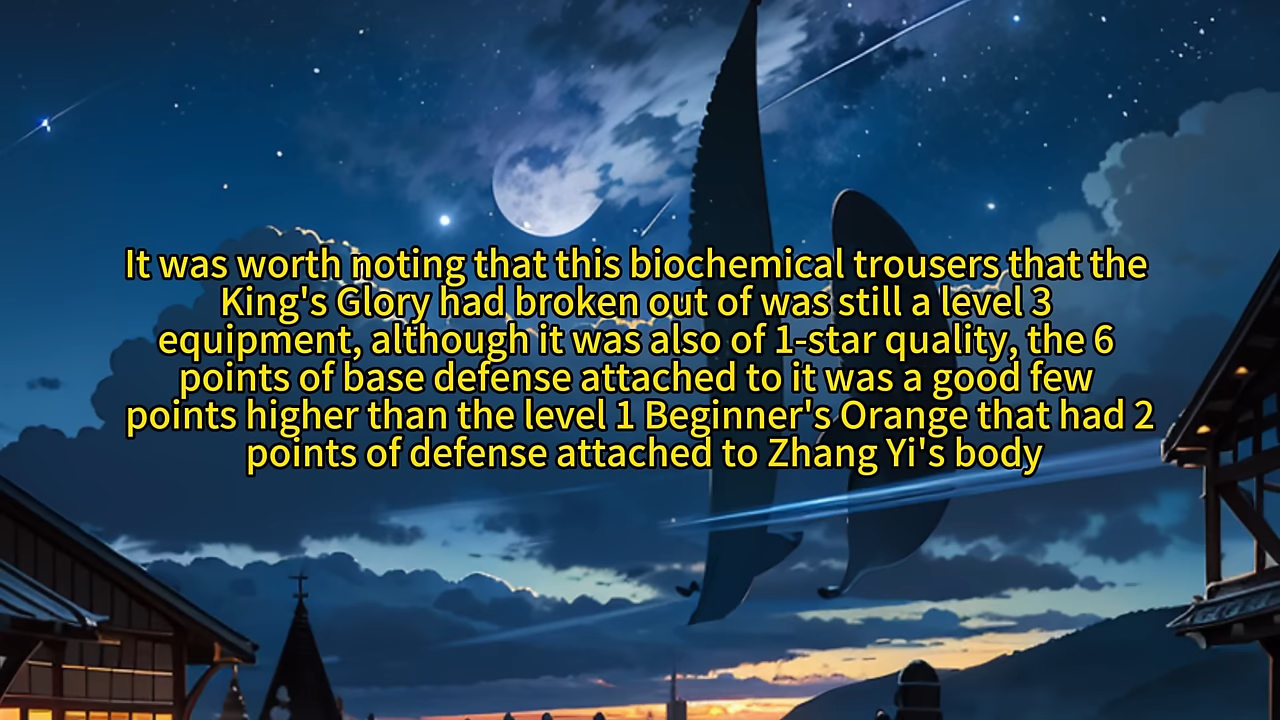 It was worth noting that this biochemical trousers that the
King's Glory had broken out of was still a level 3
equipment, although it was also of 1-star quality, the 6
points of base defense attached to it was a good few
points higher than the level 1 Beginner's Orange that had 2
points of defense attached to Zhang Yi's body